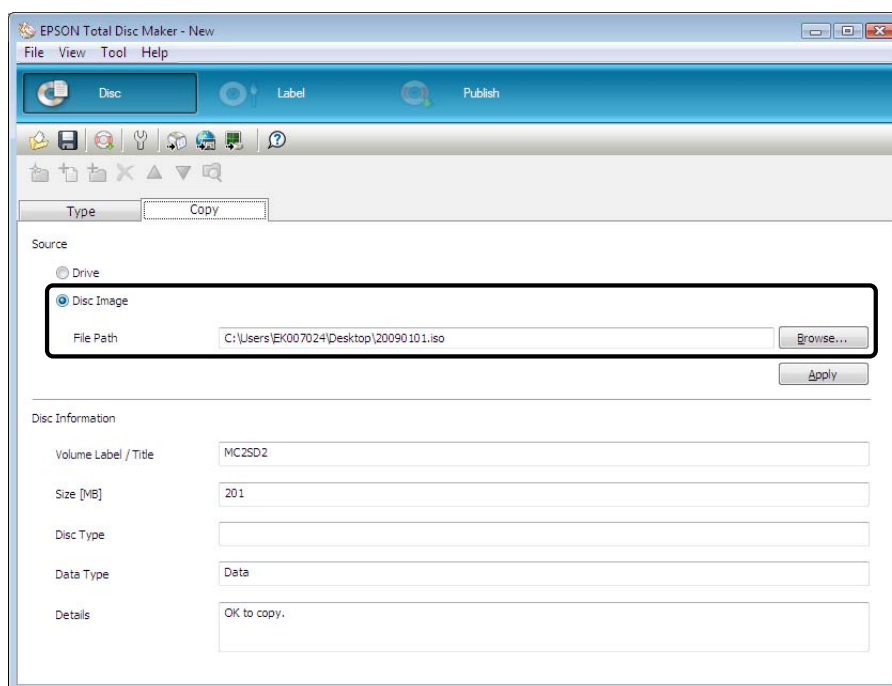 EPSON Total Disc Maker - New
File View Tool Help
Disc Label Publish
Type Copy
Source
Drive
Disc Image
File Path C:\Users\EK007024\Desktop\20090101.iso Browse...
Apply
Disc Information
Volume Label / Title MC2SD2
Size [MB] 201
Disc Type
Data Type Data
Details OK to copy.